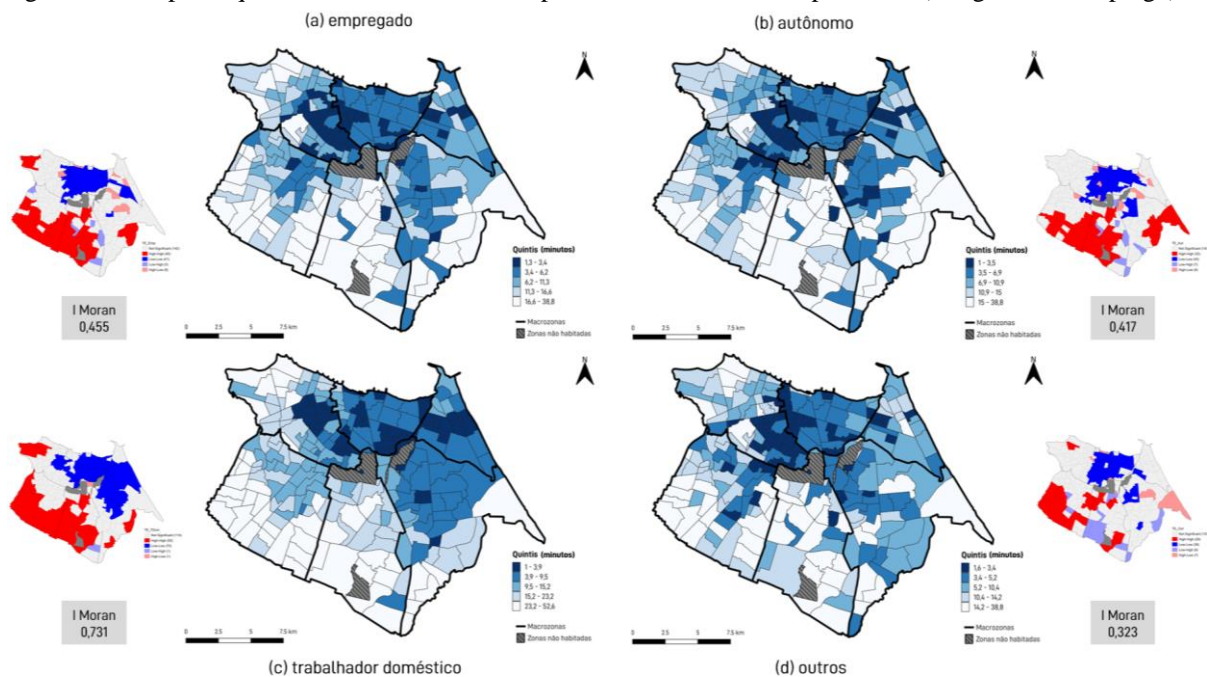 (a) empregado
(b) autônomo
N
N
I Moran
0,455
Quintis (minutos)
1,3 - 3,4
3,4 - 6,2
6,2 - 11,3
11,3 - 16,6
16,6 - 38,8
Macrozonas
Zonas não habitadas
0 2.5 5 7.5 km
Quintis (minutos)
1 - 3,5
3,5 - 6,9
6,9 - 10,9
10,9 - 15
15 - 38,8
Macrozonas
Zonas não habitadas
0 2.5 5 7.5 km
I Moran
0,417
N
N
I Moran
0,731
Quintis (minutos)
1 - 3,9
3,9 - 9,5
9,5 - 15,2
15,2 - 23,2
23,2 - 52,6
Macrozonas
Zonas não habitadas
0 2.5 5 7.5 km
Quintis (minutos)
1,6 - 3,4
3,4 - 5,2
5,2 - 10,4
10,4 - 14,2
14,2 - 38,8
Macrozonas
Zonas não habitadas
0 2.5 5 7.5 km
I Moran
0,323
(c) trabalhador doméstico
(d) outros